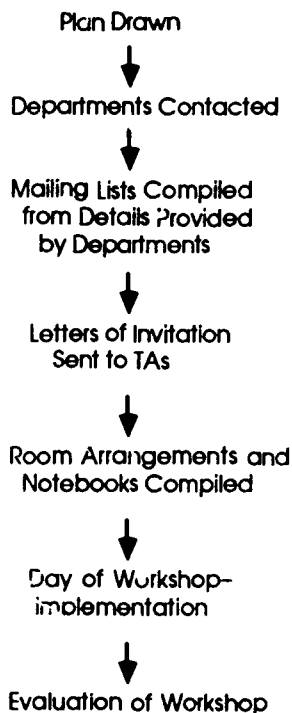 Plan Drawn
Departments Contacted
Mailing Lists Compiled
from Details Provided
by Departments
Letters of Invitation
Sent to TAs
Room Arrangements and
Notebooks Compiled
Day of Workshop–
implementation
Evaluation of Workshop